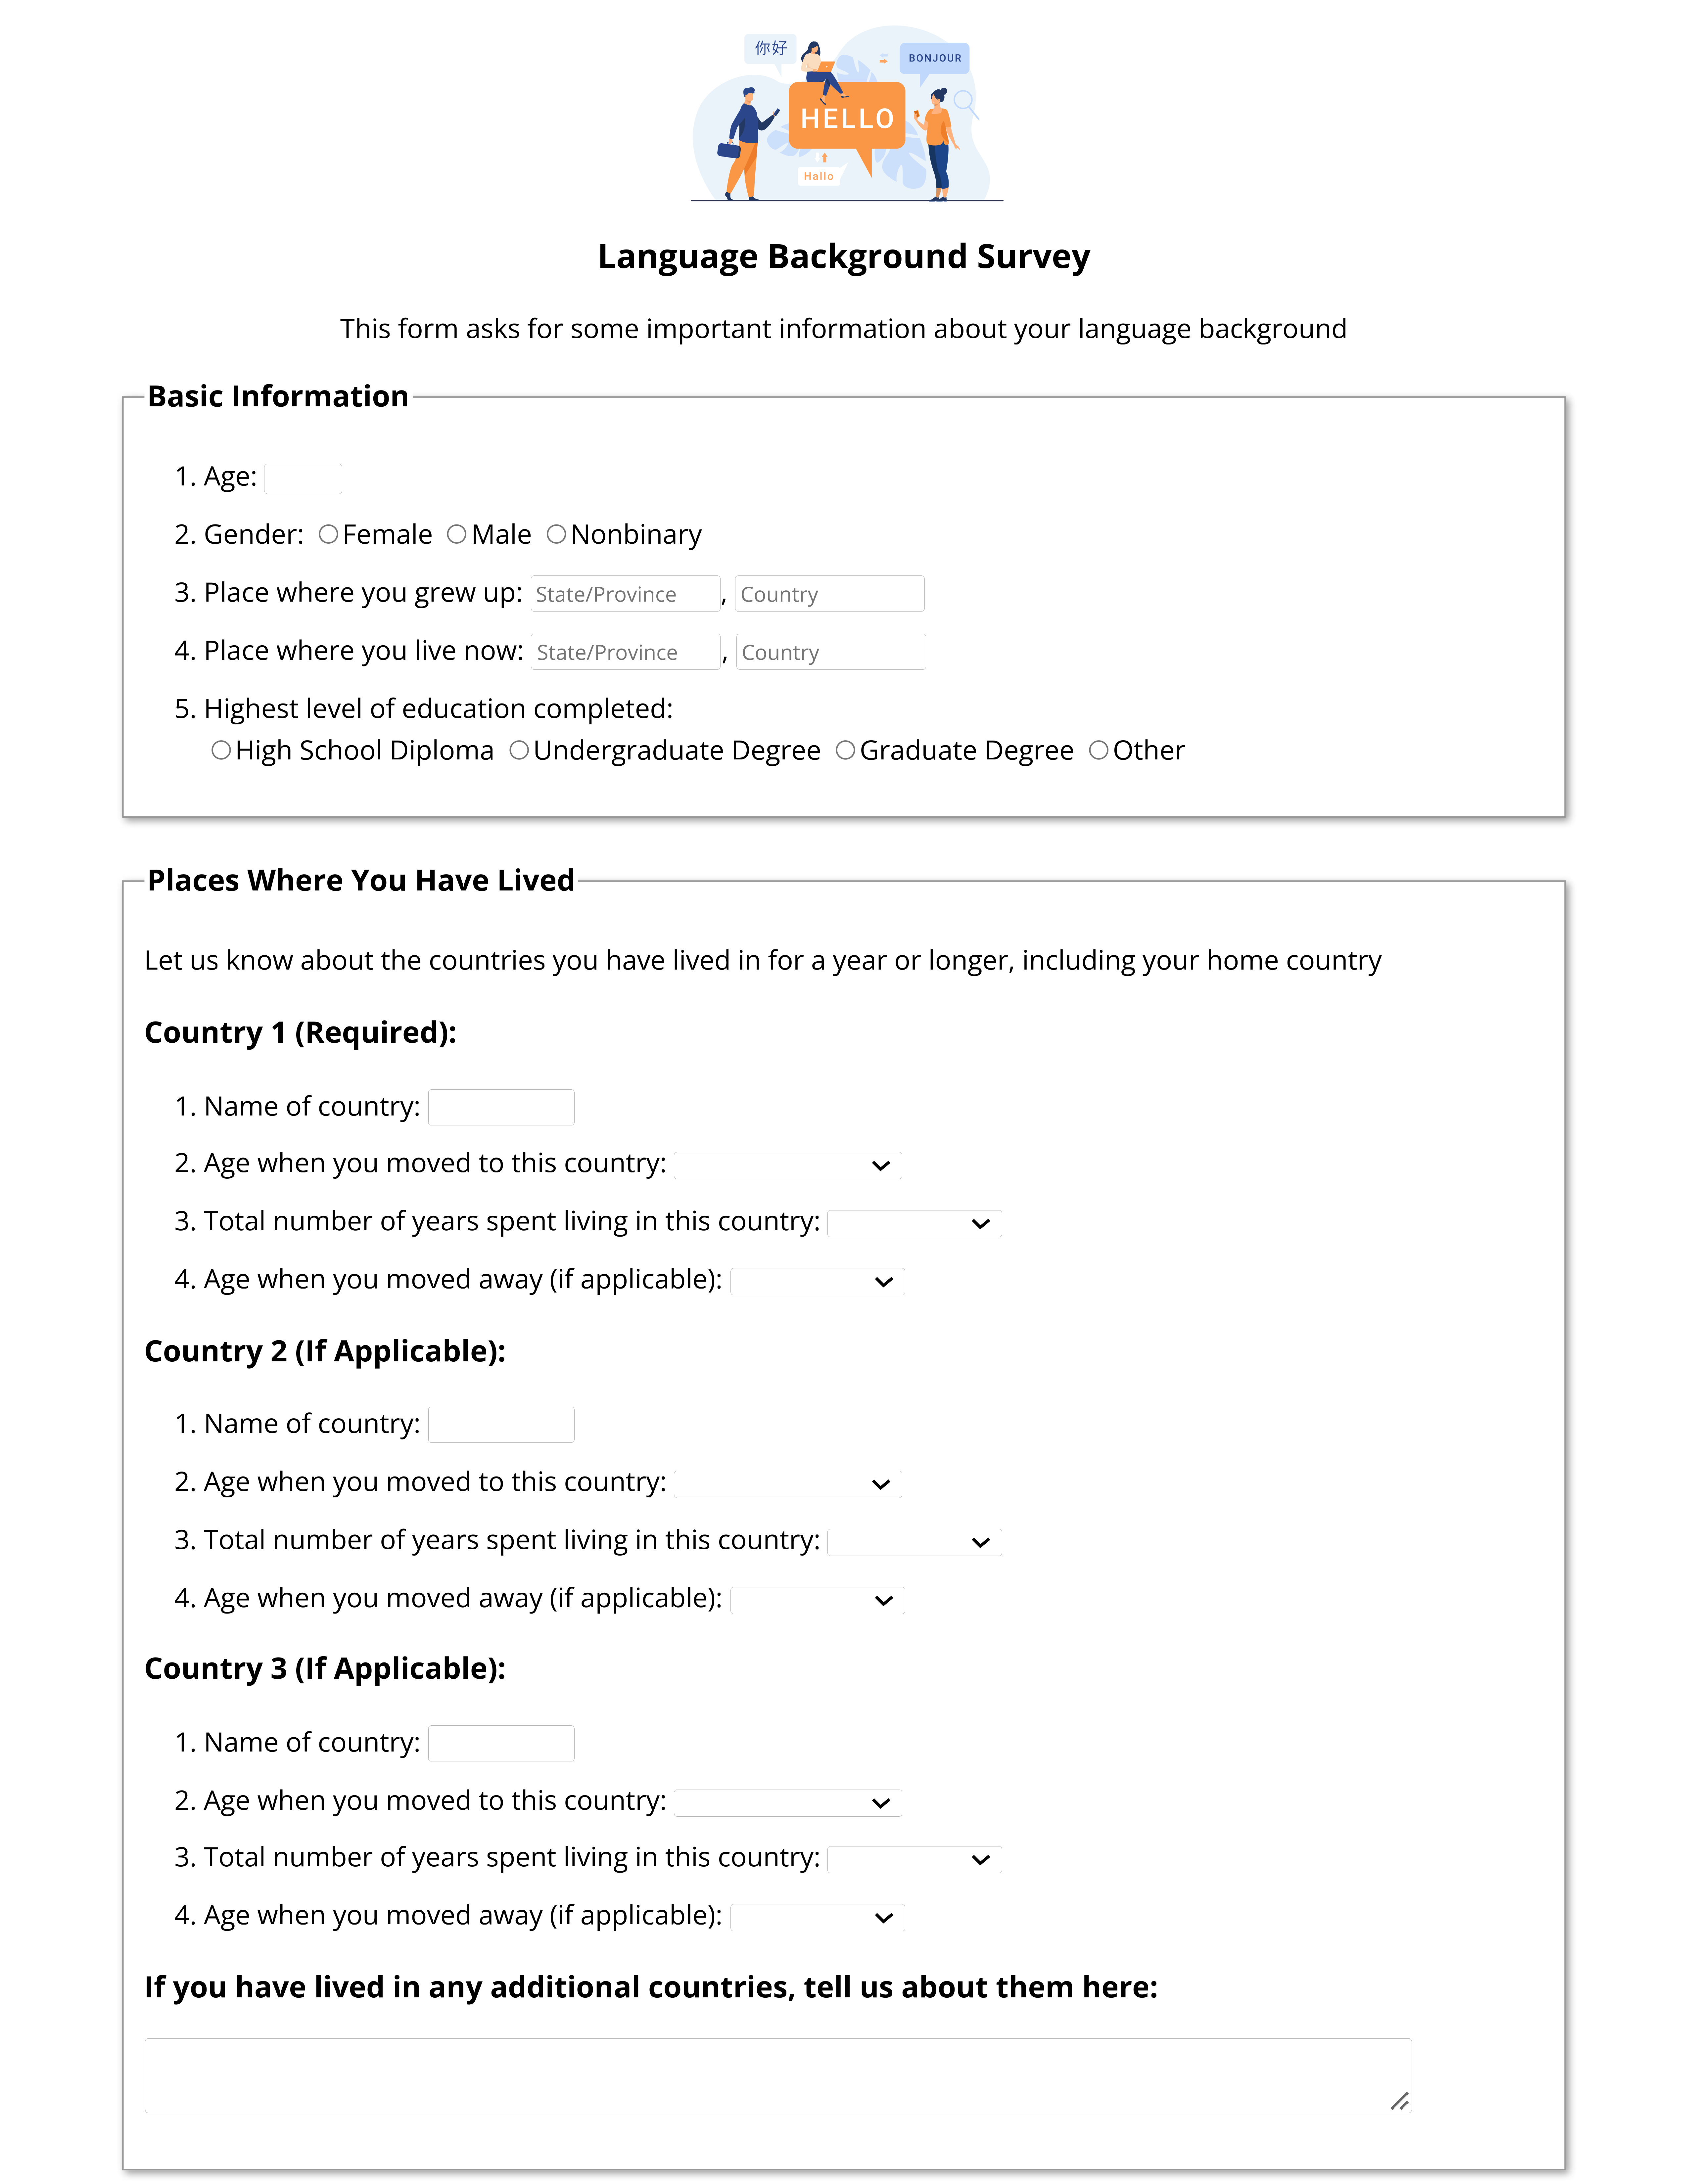 你好
BONJOUR
HELLO
Hallo
Language Background Survey
This form asks for some important information about your language background
Basic Information
1. Age:
2. Gender: Female Male Nonbinary
3. Place where you grew up: State/Province , Country
4. Place where you live now: State/Province , Country
5. Highest level of education completed:
High School Diploma Undergraduate Degree Graduate Degree Other
Places Where You Have Lived
Let us know about the countries you have lived in for a year or longer, including your home country
Country 1 (Required):
1. Name of country:
2. Age when you moved to this country:
3. Total number of years spent living in this country:
4. Age when you moved away (if applicable):
Country 2 (If Applicable):
1. Name of country:
2. Age when you moved to this country:
3. Total number of years spent living in this country:
4. Age when you moved away (if applicable):
Country 3 (If Applicable):
1. Name of country:
2. Age when you moved to this country:
3. Total number of years spent living in this country:
4. Age when you moved away (if applicable):
If you have lived in any additional countries, tell us about them here: